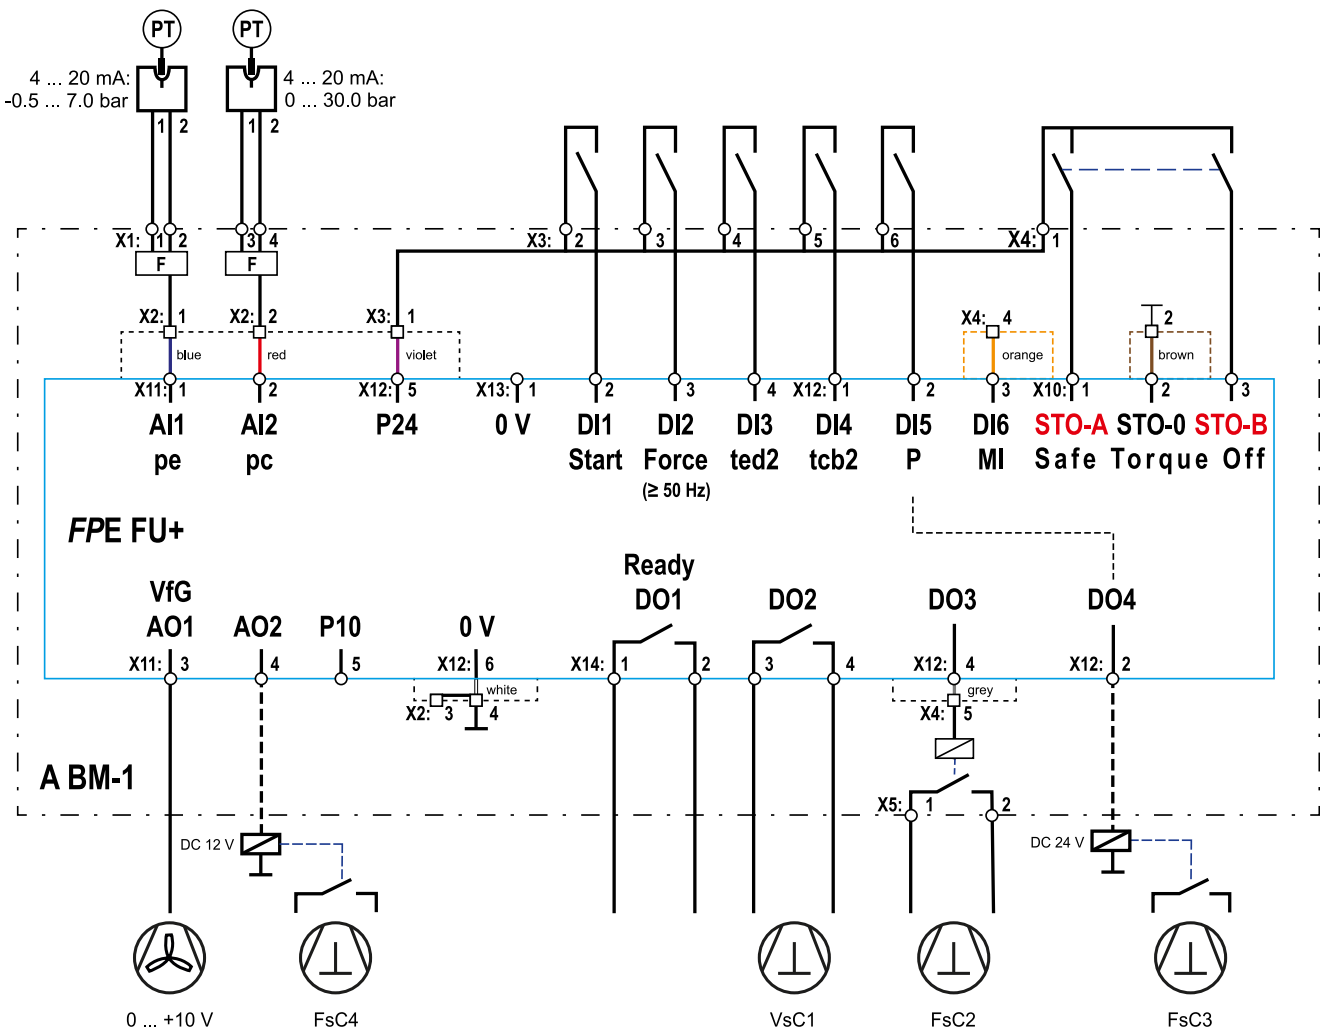 PT PT
4 ... 20 mA: 4 ... 20 mA:
-0.5 ... 7.0 bar 0 ... 30.0 bar
1 2 1 2
X1: 1 2 3 4 X3: 2 3 4 5 6 X4: 1
F F
X2: 1 X2: 2 X3: 1 X4: 4 2
blue red violet orange brown
X11: 1 2 X12: 5 X13: 1 2 3 4 X12: 1 2 3 X10: 1 2 3
AI1 AI2 P24 0 V DI1 DI2 DI3 DI4 DI5 DI6 STO-A STO-0 STO-B
pe pc Start Force ted2 tcb2 P MI Safe Torque Off
(≥ 50 Hz)
FPE FU+
Ready
VfG DO1 DO2 DO3 DO4
AO1 AO2 P10 0 V
X11: 3 4 5 X12: 6 X14: 1 2 3 4 X12: 4 X12: 2
white grey
X2: 3 4 X4: 5
A BM-1
X5: 1 2
DC 12 V DC 24 V
0 ... +10 V FsC4 VsC1 FsC2 FsC3